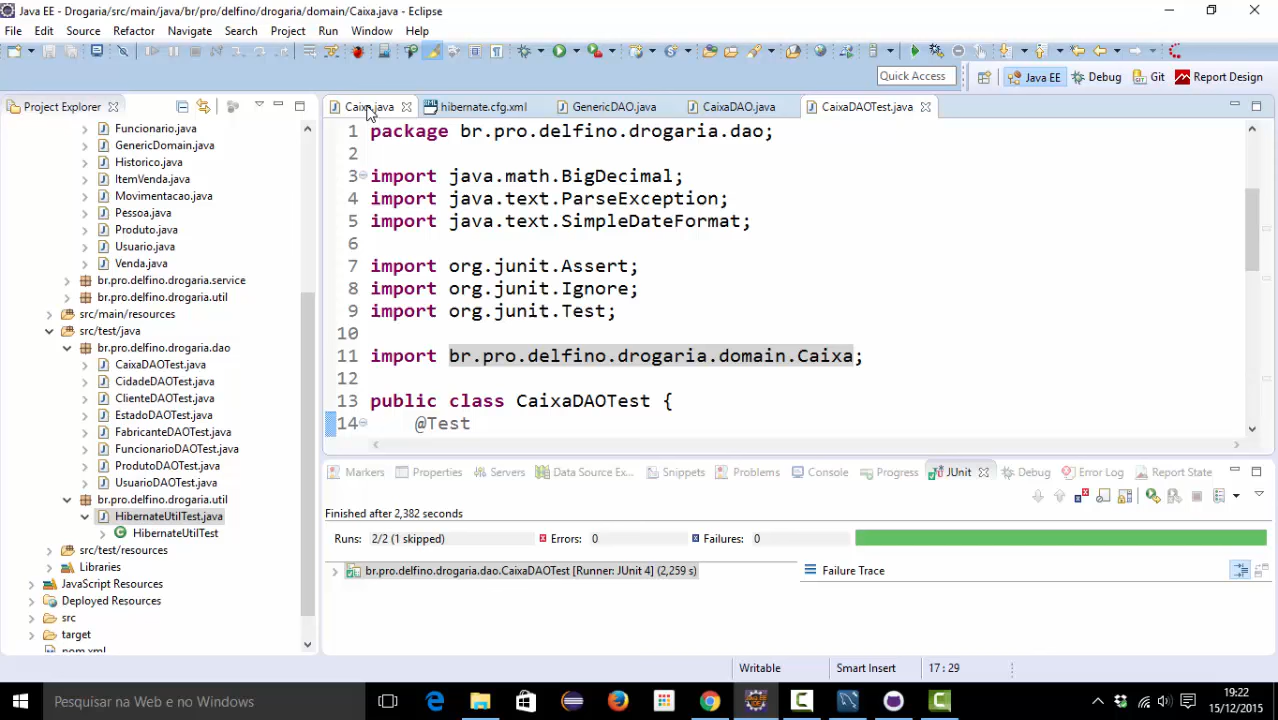 Java EE - Drogaria/src/main/java/br/pro/delfino/drogaria/domain/Caixa.java - Eclipse
File Edit Source Refactor Navigate Search Project Run Window Help
Quick Access
Java EE Debug Git Report Design
Project Explorer
Funcionario.java
GenericDomain.java
Historico.java
ItemVenda.java
Movimentacao.java
Pessoa.java
Produto.java
Usuario.java
Venda.java
br.pro.delfino.drogaria.service
br.pro.delfino.drogaria.util
src/main/resources
src/test/java
br.pro.delfino.drogaria.dao
CaixaDAOTest.java
CidadeDAOTest.java
ClienteDAOTest.java
EstadoDAOTest.java
FabricanteDAOTest.java
FuncionarioDAOTest.java
ProdutoDAOTest.java
UsuarioDAOTest.java
br.pro.delfino.drogaria.util
HibernateUtilTest.java
HibernateUtilTest
src/test/resources
Libraries
JavaScript Resources
Deployed Resources
src
target
pom.xml
Caixa.java hibernate.cfg.xml GenericDAO.java CaixaDAO.java CaixaDAOTest.java
1 package br.pro.delfino.drogaria.dao;
2
3 import java.math.BigDecimal;
4 import java.text.ParseException;
5 import java.text.SimpleDateFormat;
6
7 import org.junit.Assert;
8 import org.junit.Ignore;
9 import org.junit.Test;
10
11 import br.pro.delfino.drogaria.domain.Caixa;
12
13 public class CaixaDAOTest {
14 @Test
Markers Properties Servers Data Source Ex... Snippets Problems Console Progress JUnit Debug Error Log Report State
Finished after 2,382 seconds
Runs: 2/2 (1 skipped) Errors: 0 Failures: 0
br.pro.delfino.drogaria.dao.CaixaDAOTest [Runner: JUnit 4] (2,259 s)
Failure Trace
Writable Smart Insert 17 : 29
Pesquisar na Web e no Windows
19:22
15/12/2015